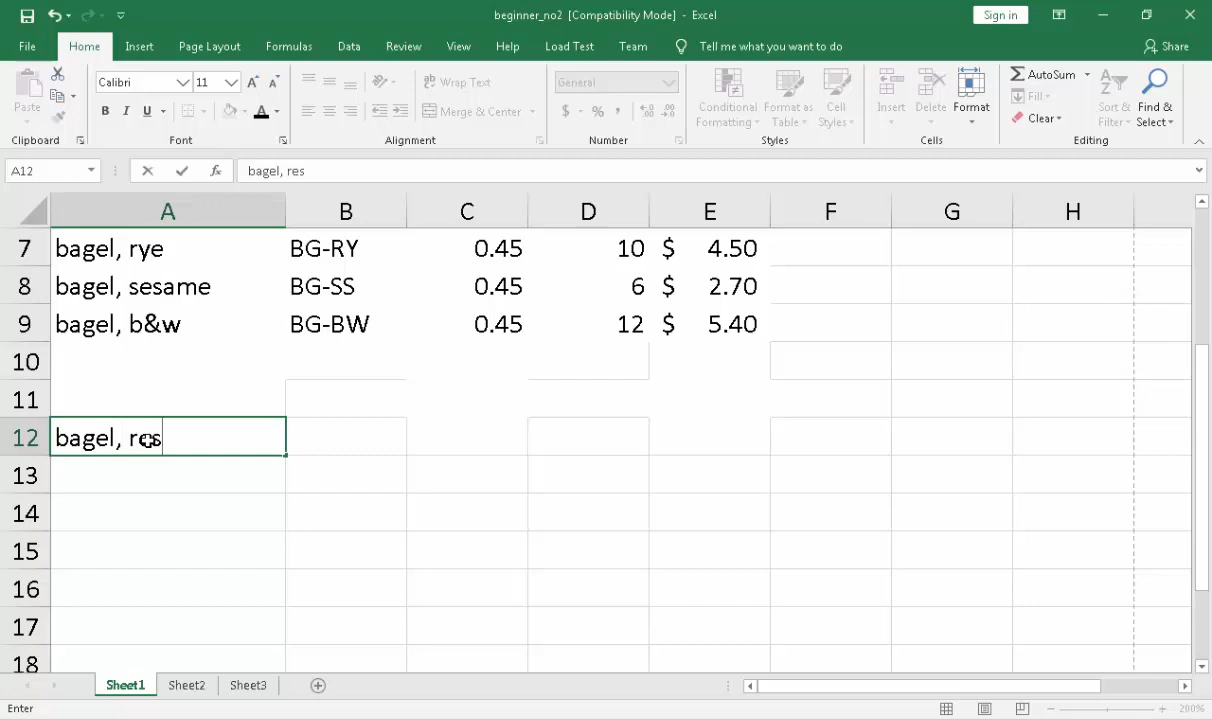 beginner_no2 [Compatibility Mode] - Excel
Sign in
File Home Insert Page Layout Formulas Data Review View Help Load Test Team Tell me what you want to do Share
Paste
Clipboard
Calibri 11
B I U
Font
Wrap Text
Merge & Center
Alignment
General
$ %
Number
Conditional Formatting
Format as Table
Cell Styles
Styles
Insert
Delete
Format
Cells
AutoSum
Fill
Clear
Sort & Filter
Find & Select
Editing
A12 fx bagel, res
A B C D E F G H
7 bagel, rye BG-RY 0.45 10 $ 4.50
8 bagel, sesame BG-SS 0.45 6 $ 2.70
9 bagel, b&w BG-BW 0.45 12 $ 5.40
10
11
12 bagel, res
13
14
15
16
17
18
Sheet1 Sheet2 Sheet3
Enter 200%